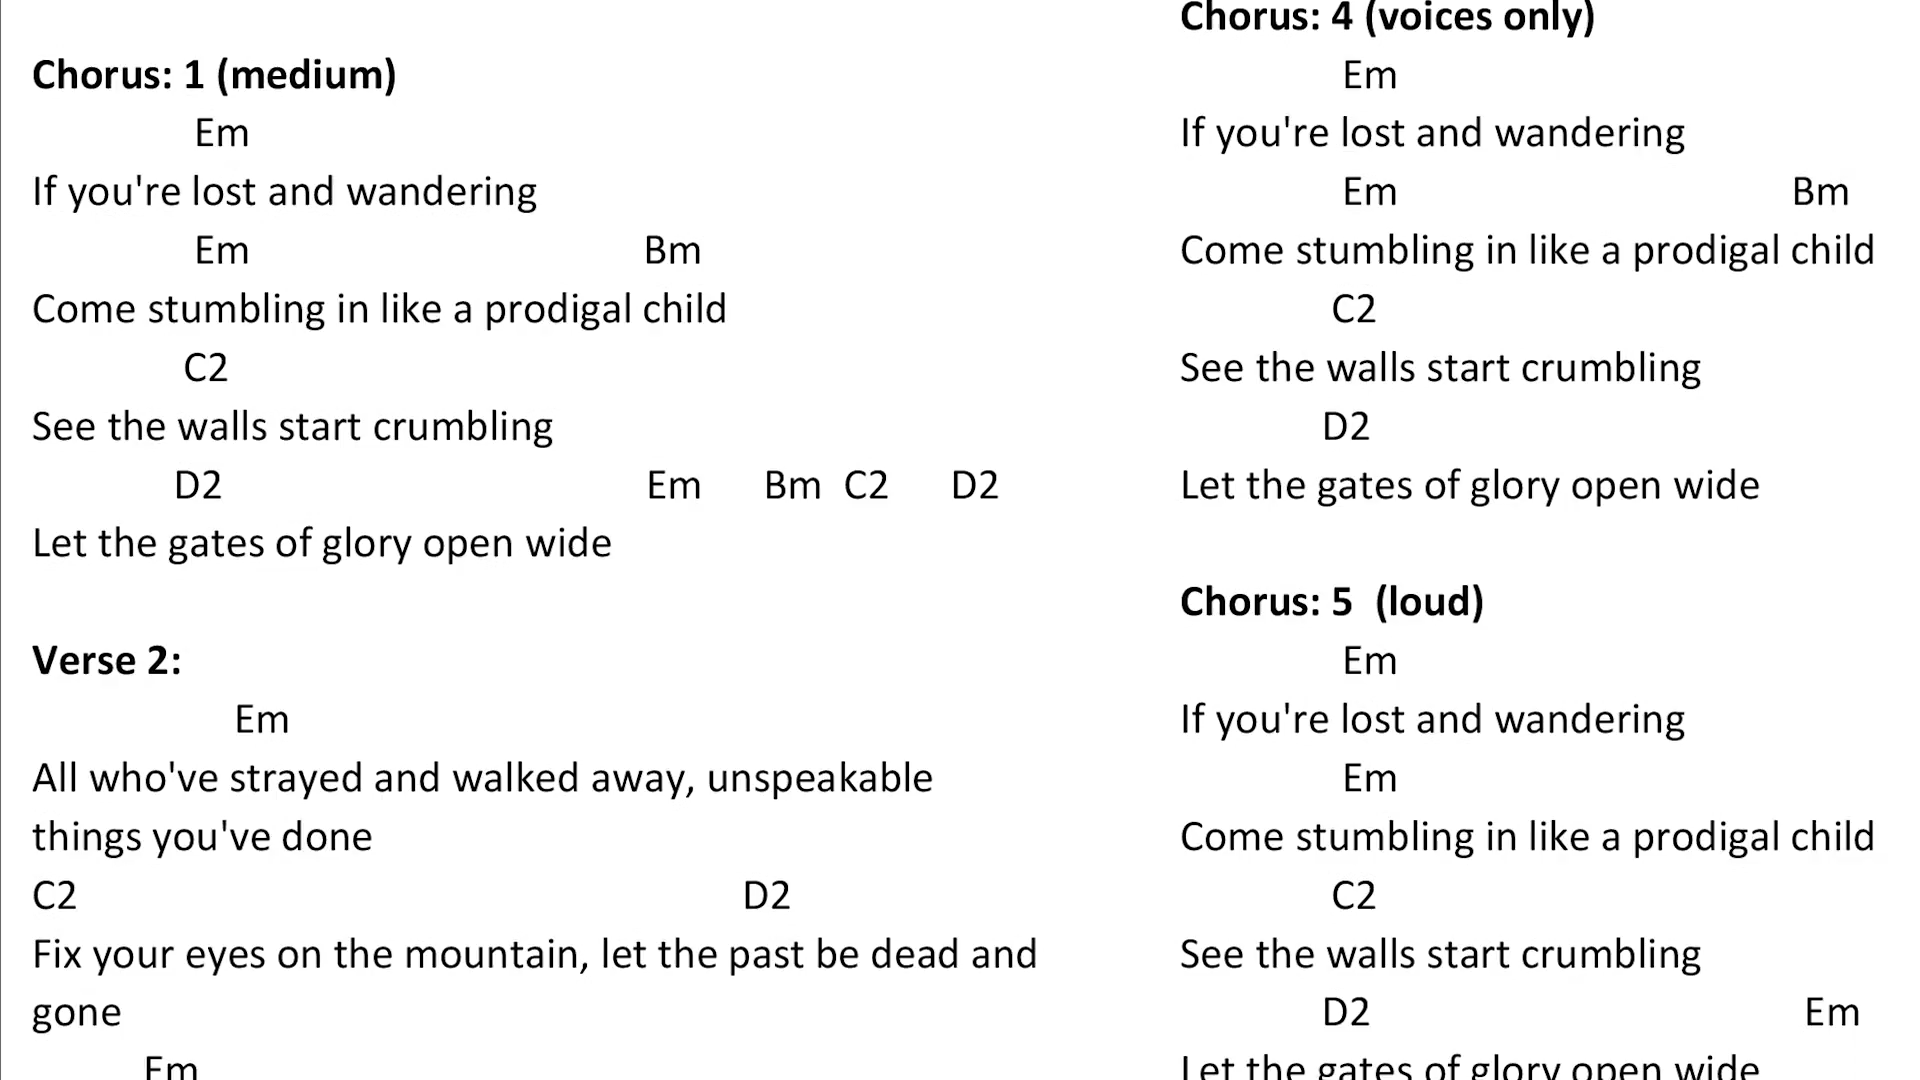 Chorus: 1 (medium)
Em
If you're lost and wandering
Em Bm
Come stumbling in like a prodigal child
C2
See the walls start crumbling
D2 Em Bm C2 D2
Let the gates of glory open wide
Verse 2:
Em
All who've strayed and walked away, unspeakable
things you've done
C2 D2
Fix your eyes on the mountain, let the past be dead and
gone
Em
Chorus: 4 (voices only)
Em
If you're lost and wandering
Em Bm
Come stumbling in like a prodigal child
C2
See the walls start crumbling
D2
Let the gates of glory open wide
Chorus: 5 (loud)
Em
If you're lost and wandering
Em
Come stumbling in like a prodigal child
C2
See the walls start crumbling
D2 Em
Let the gates of glory open wide